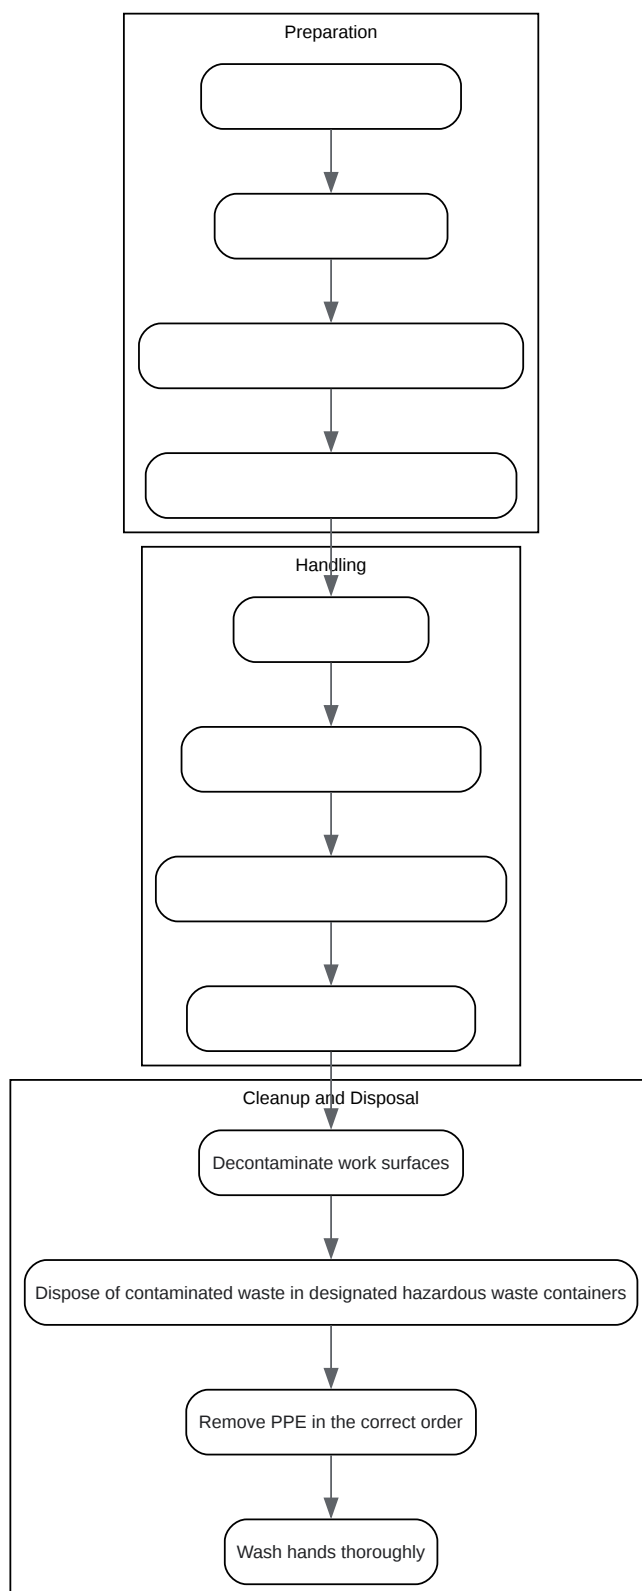 Preparation
Handling
Cleanup and Disposal
Decontaminate work surfaces
Dispose of contaminated waste in designated hazardous waste containers
Remove PPE in the correct order
Wash hands thoroughly